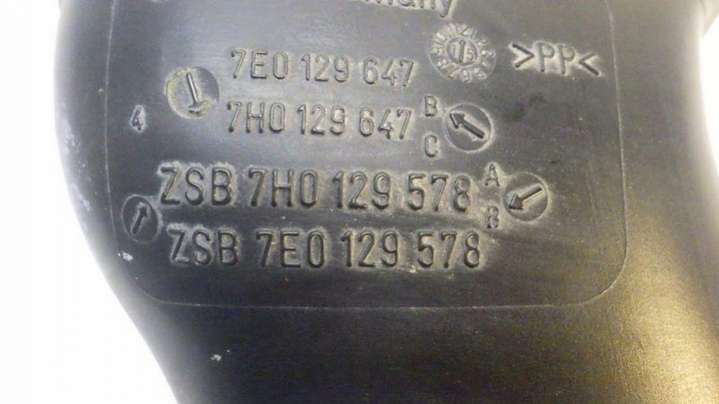 7E0 129 647
>PP<
7H0 129 647 B
C
4
ZSB 7H0 129 578 A
B
ZSB 7E0 129 578